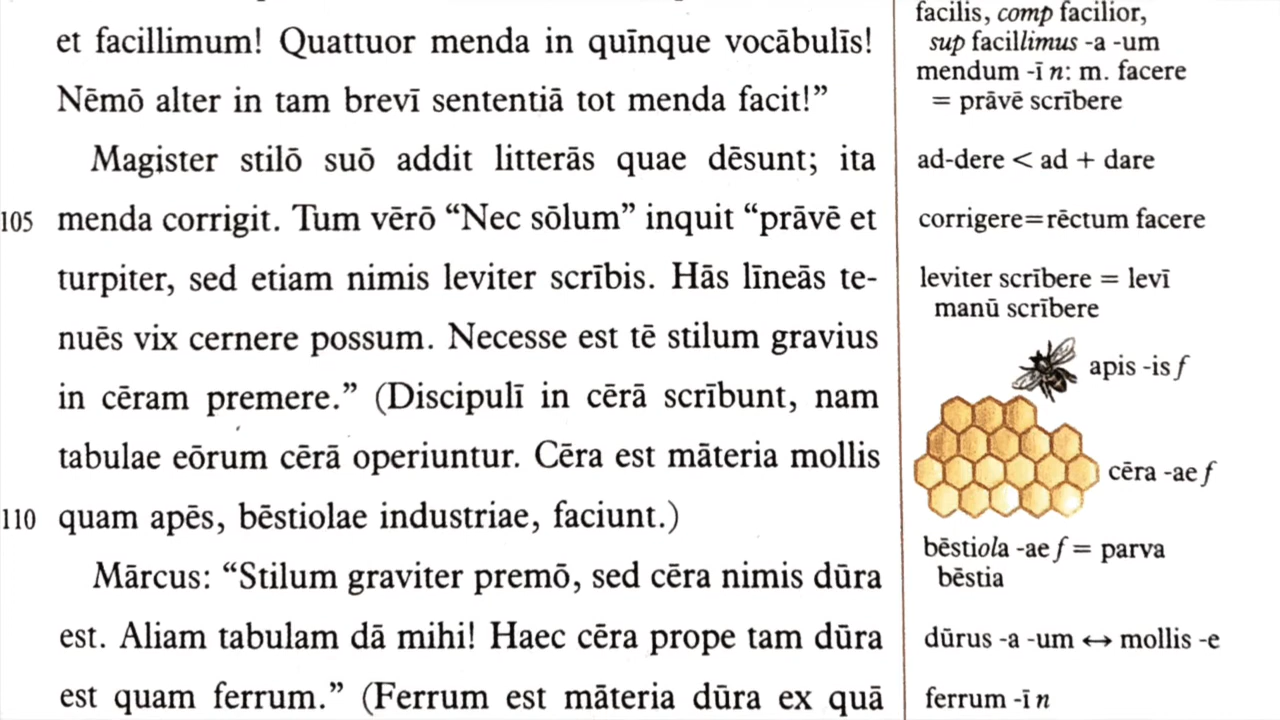 et facillimum! Quattuor menda in quīnque vocābulīs!
Nēmō alter in tam brevī sententiā tot menda facit!”
Magister stilō suō addit litterās quae dēsunt; ita
105 menda corrigit. Tum vērō “Nec sōlum” inquit “prāvē et
turpiter, sed etiam nimis leviter scrībis. Hās līneās te-
nuēs vix cernere possum. Necesse est tē stilum gravius
in cēram premere.” (Discipulī in cērā scrībunt, nam
tabulae eōrum cērā operiuntur. Cēra est māteria mollis
110 quam apēs, bēstiolae industriae, faciunt.)
Mārcus: “Stilum graviter premō, sed cēra nimis dūra
est. Aliam tabulam dā mihi! Haec cēra prope tam dūra
est quam ferrum.” (Ferrum est māteria dūra ex quā
facilis, comp facilior,
sup facillimus -a -um
mendum -ī n: m. facere
= prāvē scrībere
ad-dere < ad + dare
corrigere=rēctum facere
leviter scrībere = levī
manū scrībere
apis -is f
cēra -ae f
bēstiola -ae f = parva
bēstia
dūrus -a -um ↔ mollis -e
ferrum -ī n